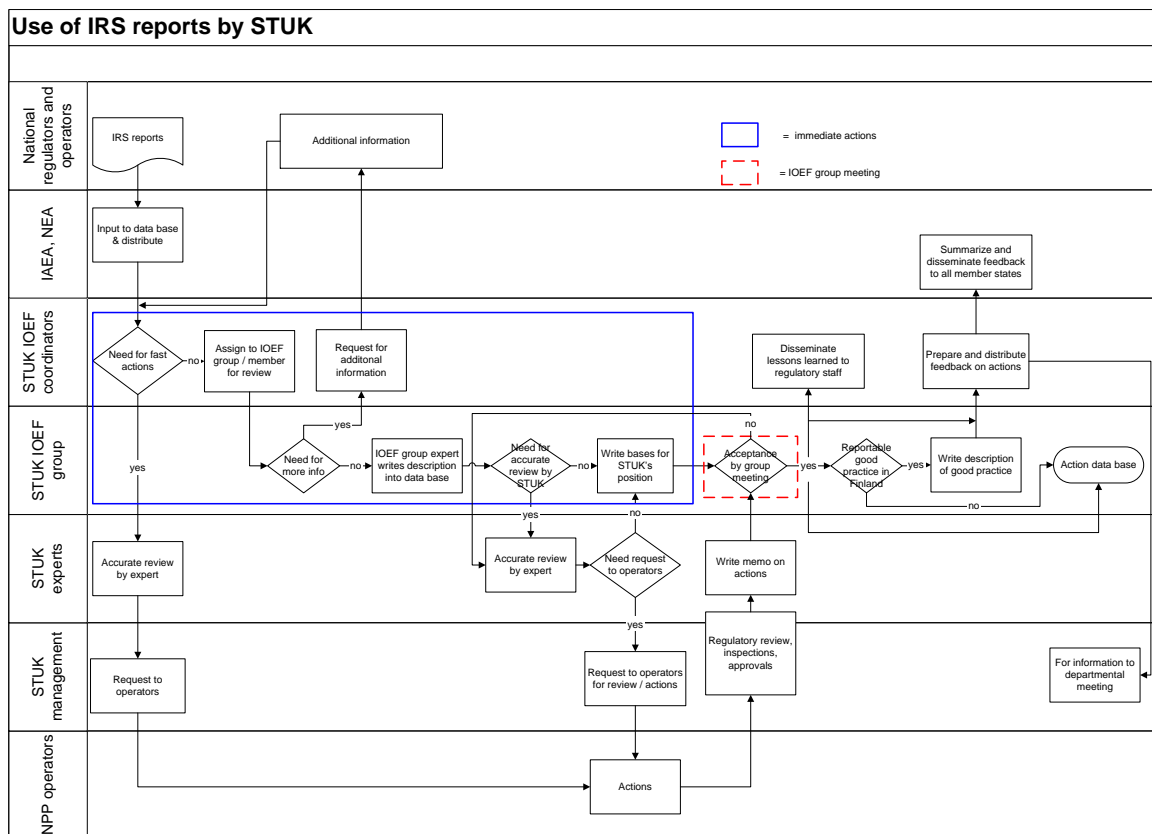 Use of IRS reports by STUK
National
regulators and
operators
IRS reports
Additional information
= immediate actions
= IOEF group meeting
IAEA, NEA
Input to data base
& distribute
Summarize and
disseminate feedback
to all member states
STUK IOEF
coordinators
Need for fast
actions
no
Assign to IOEF
group / member
for review
Request for
additonal
information
Disseminate
lessons learned to
regulatory staff
Prepare and distribute
feedback on actions
STUK IOEF
group
yes
Need for
more info
yes
no
IOEF group expert
writes description
into data base
Need for
accurate
review by
STUK
no
Write bases for
STUK's
position
no
Acceptance
by group
meeting
yes
Reportable
good
practice in
Finland
yes
Write description
of good practice
no
Action data base
yes
no
STUK
experts
Accurate review
by expert
Accurate review
by expert
Need request
to operators
Write memo on
actions
yes
STUK
management
Request to
operators
Request to operators
for review / actions
Regulatory review,
inspections,
approvals
For information to
departmental
meeting
NPP operators
Actions